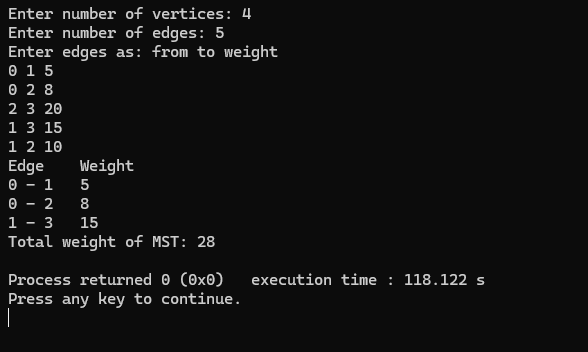 Enter number of vertices: 4
Enter number of edges: 5
Enter edges as: from to weight
0 1 5
0 2 8
2 3 20
1 3 15
1 2 10
Edge    Weight
0 - 1   5
0 - 2   8
1 - 3   15
Total weight of MST: 28
Process returned 0 (0x0)   execution time : 118.122 s
Press any key to continue.